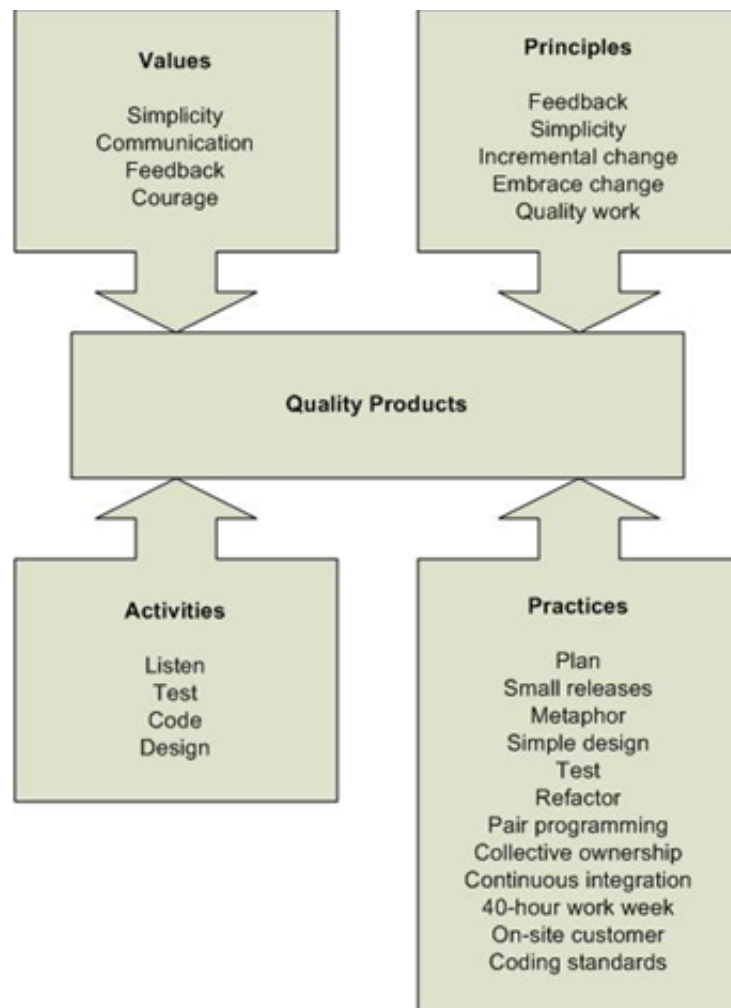 Values
Simplicity
Communication
Feedback
Courage
Principles
Feedback
Simplicity
Incremental change
Embrace change
Quality work
Quality Products
Activities
Listen
Test
Code
Design
Practices
Plan
Small releases
Metaphor
Simple design
Test
Refactor
Pair programming
Collective ownership
Continuous integration
40-hour work week
On-site customer
Coding standards